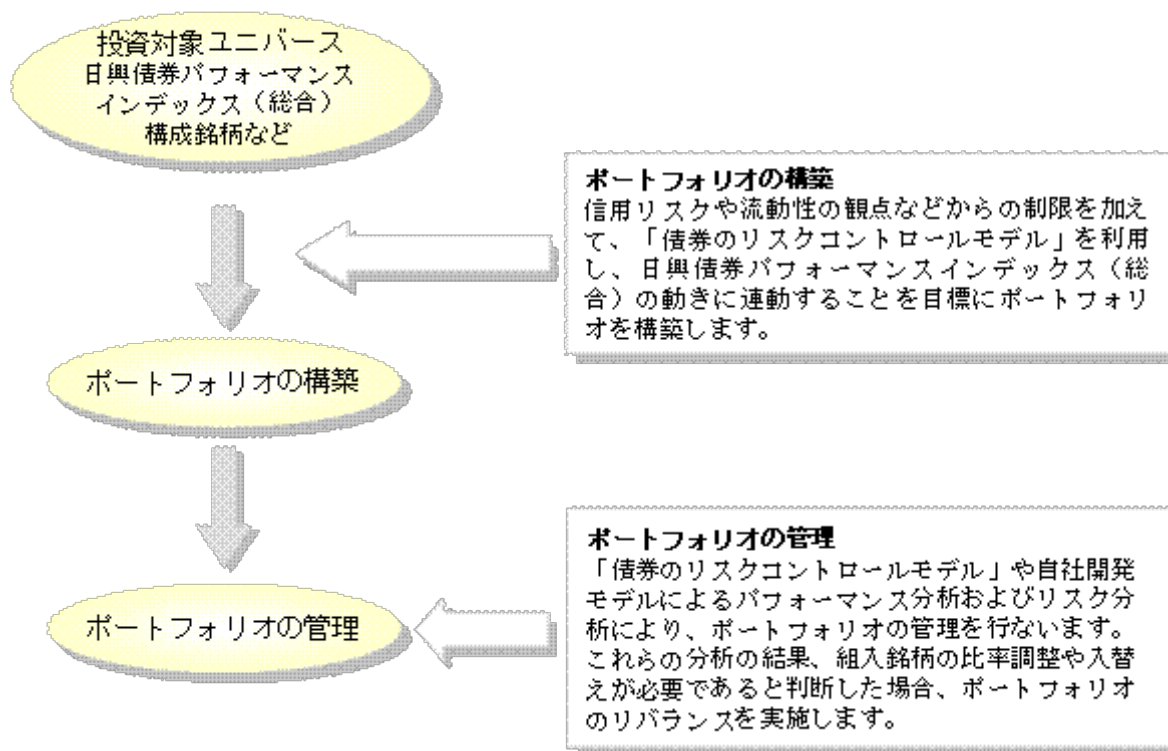 投資対象ユニバース
日興債券パフォーマンス
インデックス（総合）
構成銘柄など
ポートフォリオの構築
信用リスクや流動性の観点などからの制限を加え
て、「債券のリスクコントロールモデル」を利用
し、日興債券パフォーマンスインデックス（総
合）の動きに連動することを目標にポートフォリ
オを構築します。
ポートフォリオの構築
ポートフォリオの管理
ポートフォリオの管理
「債券のリスクコントロールモデル」や自社開発
モデルによるパフォーマンス分析およびリスク分
析により、ポートフォリオの管理を行ないます。
これらの分析の結果、組入銘柄の比率調整や入替
えが必要であると判断した場合、ポートフォリオ
のリバランスを実施します。